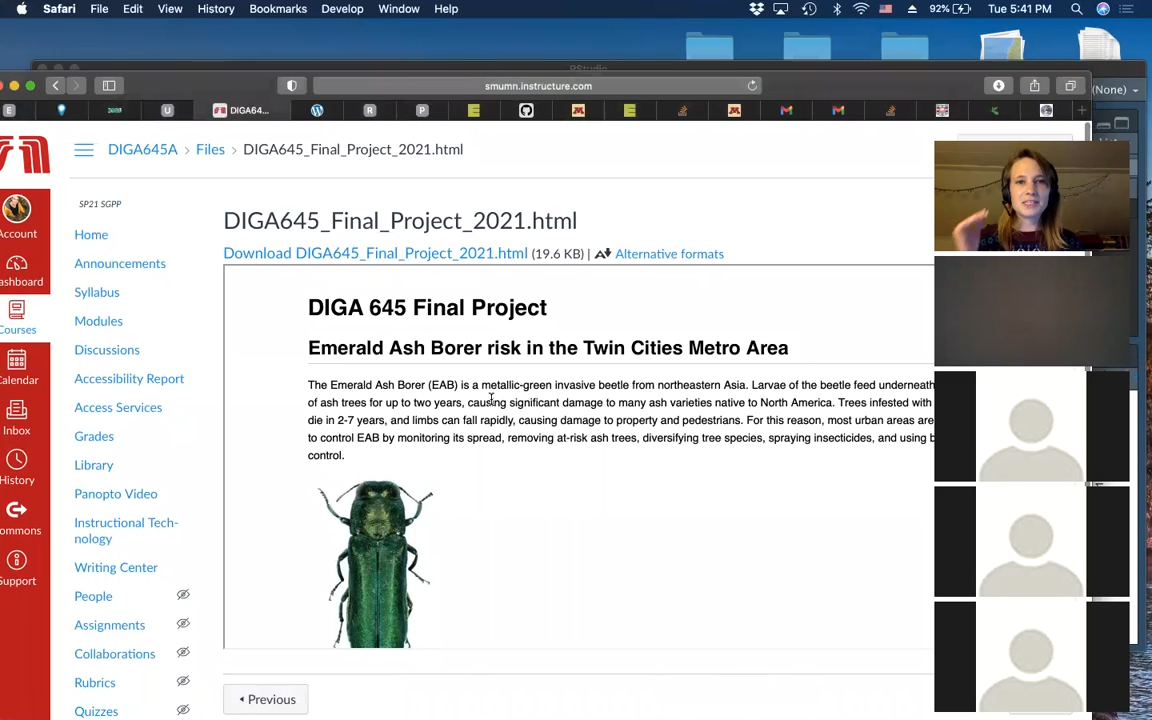 Safari File Edit View History Bookmarks Develop Window Help 92% Tue 5:41 PM
RStudio
smumn.instructure.com
(None)
E U DIGA64... R P E E
DIGA645A > Files > DIGA645_Final_Project_2021.html
SP21 SGPP
Account
Dashboard
Courses
Calendar
Inbox
History
Commons
Support
Home
Announcements
Syllabus
Modules
Discussions
Accessibility Report
Access Services
Grades
Library
Panopto Video
Instructional Tech-
nology
Writing Center
People
Assignments
Collaborations
Rubrics
Quizzes
DIGA645_Final_Project_2021.html
Download DIGA645_Final_Project_2021.html (19.6 KB) | Alternative formats
DIGA 645 Final Project
Emerald Ash Borer risk in the Twin Cities Metro Area
The Emerald Ash Borer (EAB) is a metallic-green invasive beetle from northeastern Asia. Larvae of the beetle feed underneath
of ash trees for up to two years, causing significant damage to many ash varieties native to North America. Trees infested with
die in 2-7 years, and limbs can fall rapidly, causing damage to property and pedestrians. For this reason, most urban areas are
to control EAB by monitoring its spread, removing at-risk ash trees, diversifying tree species, spraying insecticides, and using b
control.
Previous